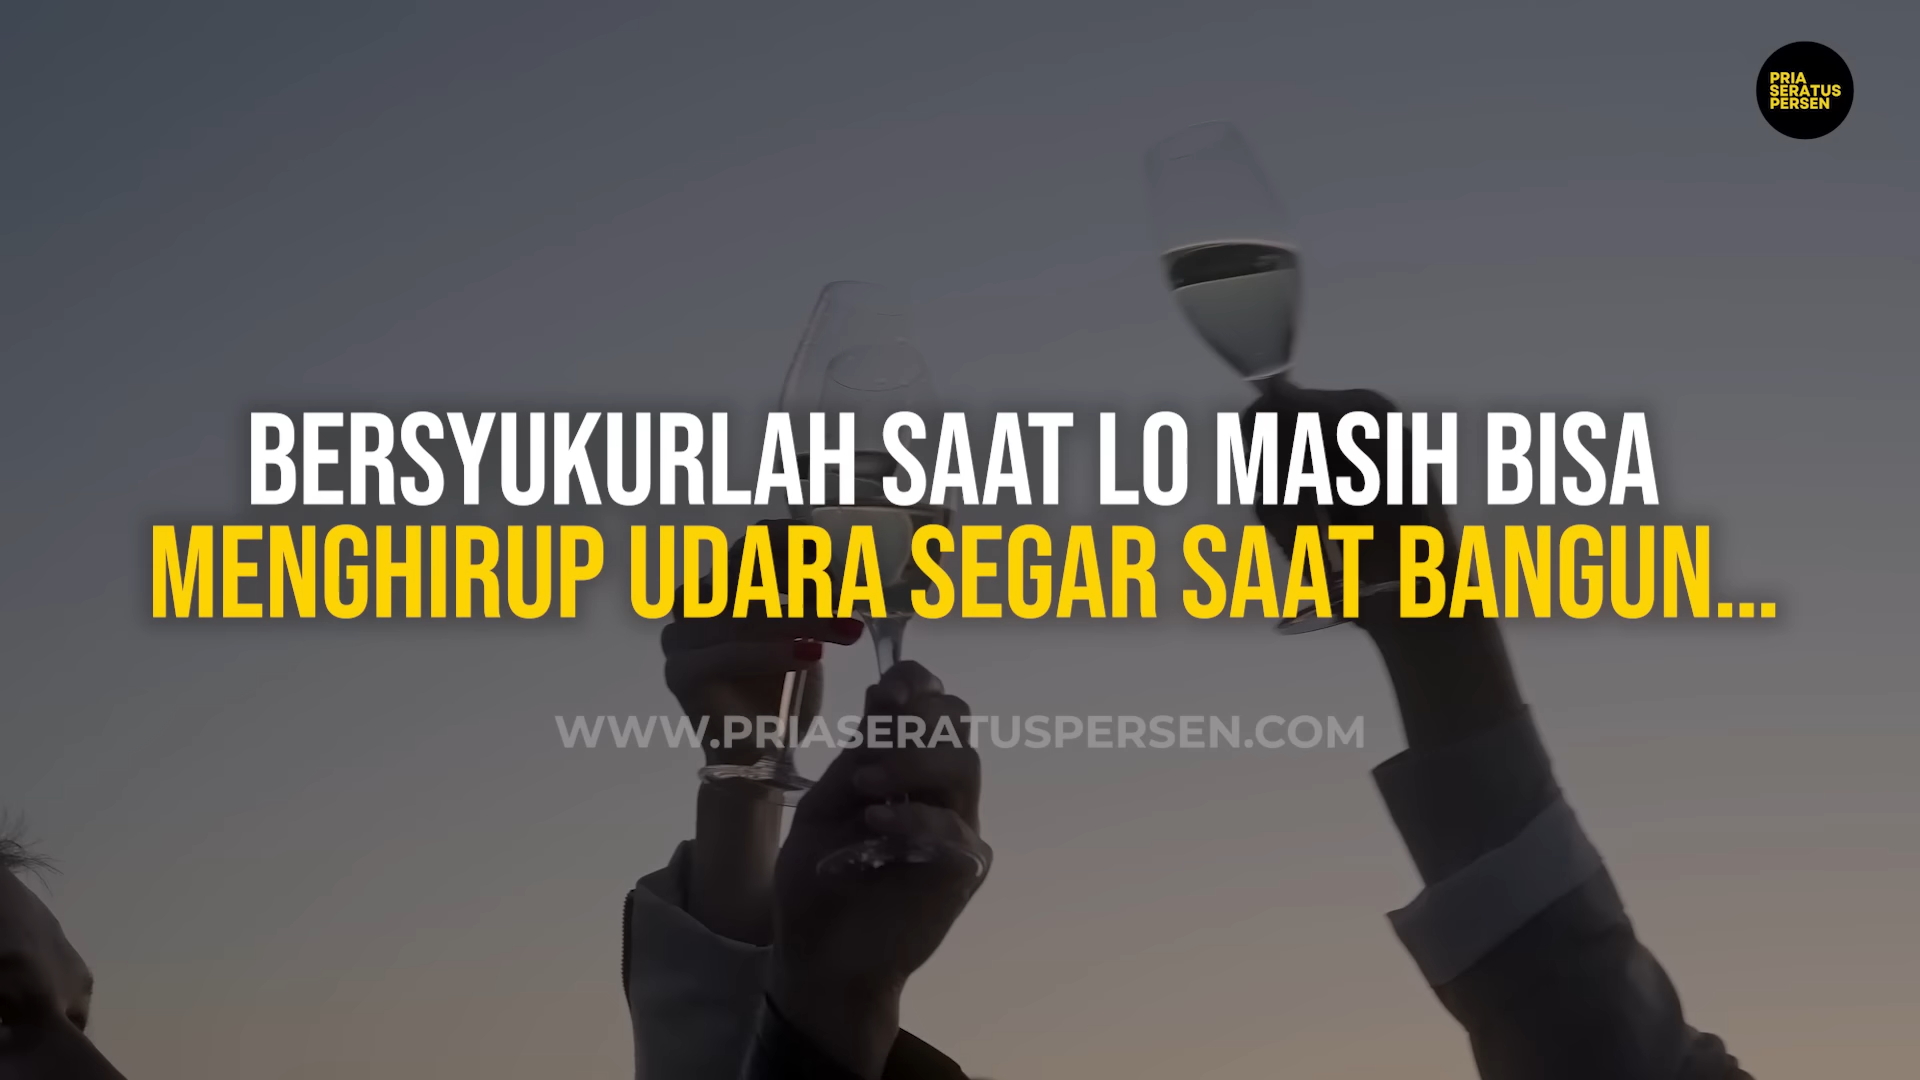 PRIA
SERATUS
PERSEN
BERSYUKURLAH SAAT LO MASIH BISA
MENGHIRUP UDARA SEGAR SAAT BANGUN...
WWW.PRIASERATUSPERSEN.COM